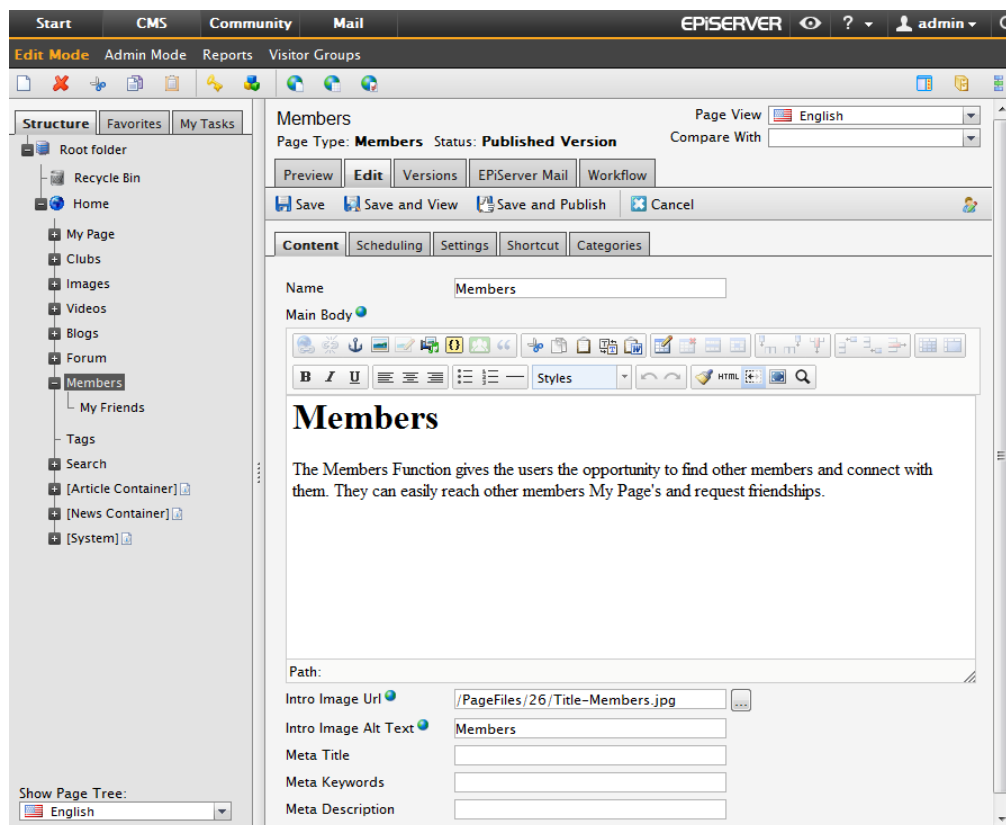 Start CMS Community Mail EPiSERVER ? admin
Edit Mode Admin Mode Reports Visitor Groups
Structure Favorites My Tasks
Root folder
Recycle Bin
Home
My Page
Clubs
Images
Videos
Blogs
Forum
Members
My Friends
Tags
Search
[Article Container]
[News Container]
[System]
Show Page Tree:
English
Members
Page View English
Page Type: Members Status: Published Version
Compare With
Preview Edit Versions EPiServer Mail Workflow
Save Save and View Save and Publish Cancel
Content Scheduling Settings Shortcut Categories
Name Members
Main Body
B I U Styles HTML
Members
The Members Function gives the users the opportunity to find other members and connect with
them. They can easily reach other members My Page's and request friendships.
Path:
Intro Image Url /PageFiles/26/Title-Members.jpg ...
Intro Image Alt Text Members
Meta Title
Meta Keywords
Meta Description